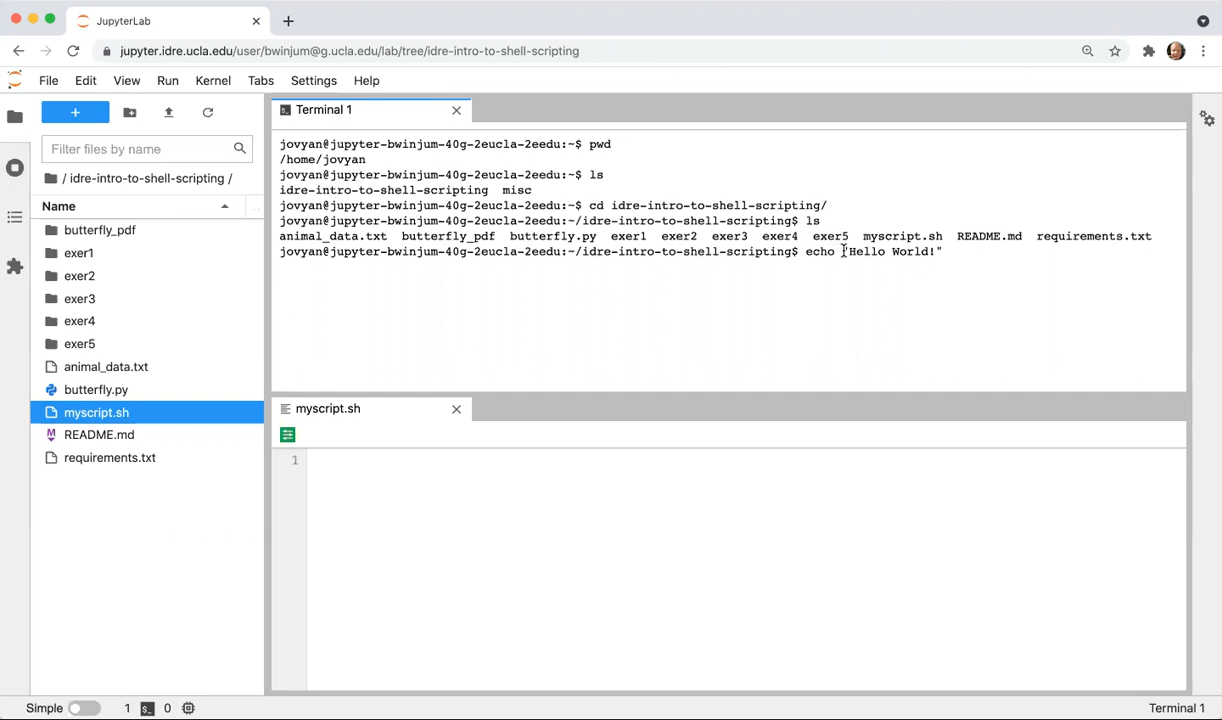 JupyterLab
jupyter.idre.ucla.edu/user/bwinjum@g.ucla.edu/lab/tree/idre-intro-to-shell-scripting
File Edit View Run Kernel Tabs Settings Help
+
Filter files by name
/ idre-intro-to-shell-scripting /
Name
butterfly_pdf
exer1
exer2
exer3
exer4
exer5
animal_data.txt
butterfly.py
myscript.sh
README.md
requirements.txt
Terminal 1
jovyan@jupyter-bwinjum-40g-2eucla-2eedu:~$ pwd
/home/jovyan
jovyan@jupyter-bwinjum-40g-2eucla-2eedu:~$ ls
idre-intro-to-shell-scripting  misc
jovyan@jupyter-bwinjum-40g-2eucla-2eedu:~$ cd idre-intro-to-shell-scripting/
jovyan@jupyter-bwinjum-40g-2eucla-2eedu:~/idre-intro-to-shell-scripting$ ls
animal_data.txt  butterfly_pdf  butterfly.py  exer1  exer2  exer3  exer4  exer5  myscript.sh  README.md  requirements.txt
jovyan@jupyter-bwinjum-40g-2eucla-2eedu:~/idre-intro-to-shell-scripting$ echo "Hello World!"
myscript.sh
1
Simple 1 $_ 0
Terminal 1